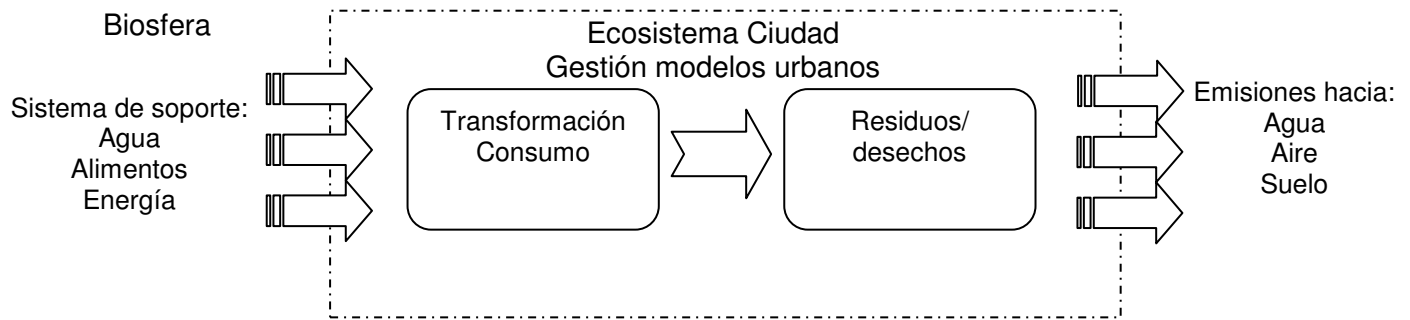 Biosfera
Ecosistema Ciudad
Gestión modelos urbanos
Sistema de soporte:
Agua
Alimentos
Energía
Transformación
Consumo
Residuos/
desechos
Emisiones hacia:
Agua
Aire
Suelo